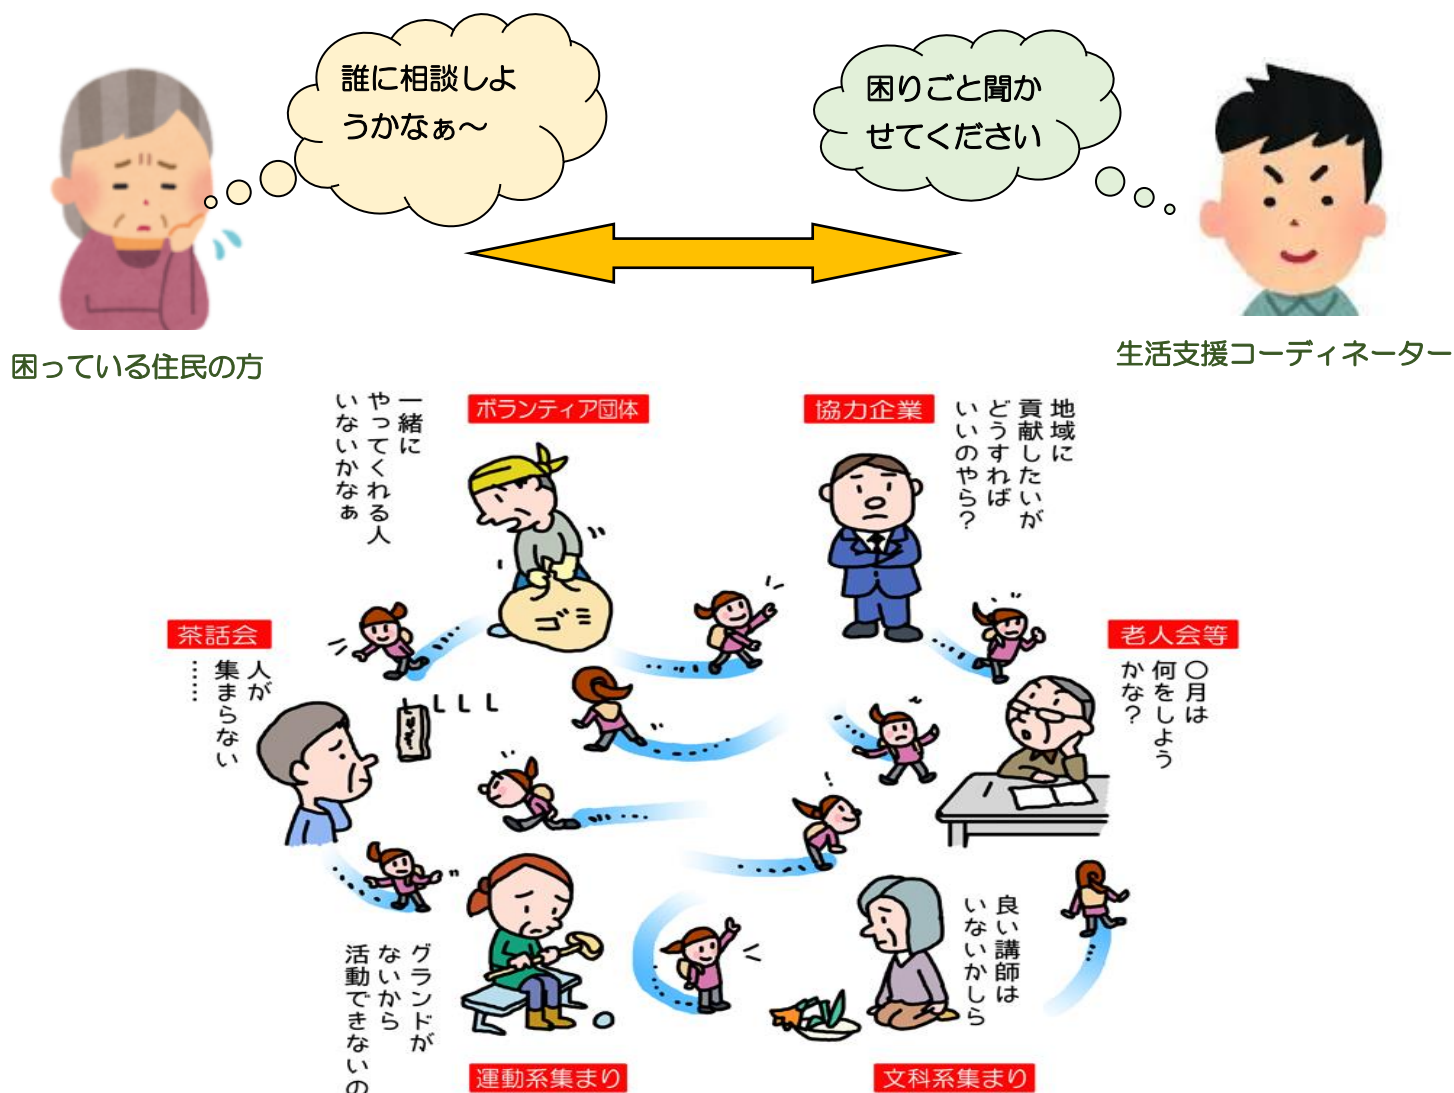 誰に相談しよ
うかなぁ～
困りごと聞か
せてください
困っている住民の方
生活支援コーディネーター
ボランティア団体
一緒に
やってくれる人
いないかなぁ
ゴミ
協力企業
地域に
貢献したいが
どうすれば
いいのやら？
茶話会
人が
集まらない
……
老人会等
〇月は
何をしよう
かな？
グランドが
ないから
活動できないの
運動系集まり
良い講師は
いないかしら
文科系集まり